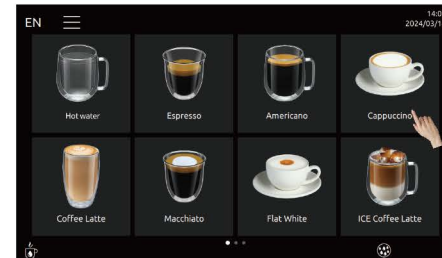 EN
14:0
2024/03/1
Hot water
Espresso
Americano
Cappuccino
Coffee Latte
Macchiato
Flat White
ICE Coffee Latte